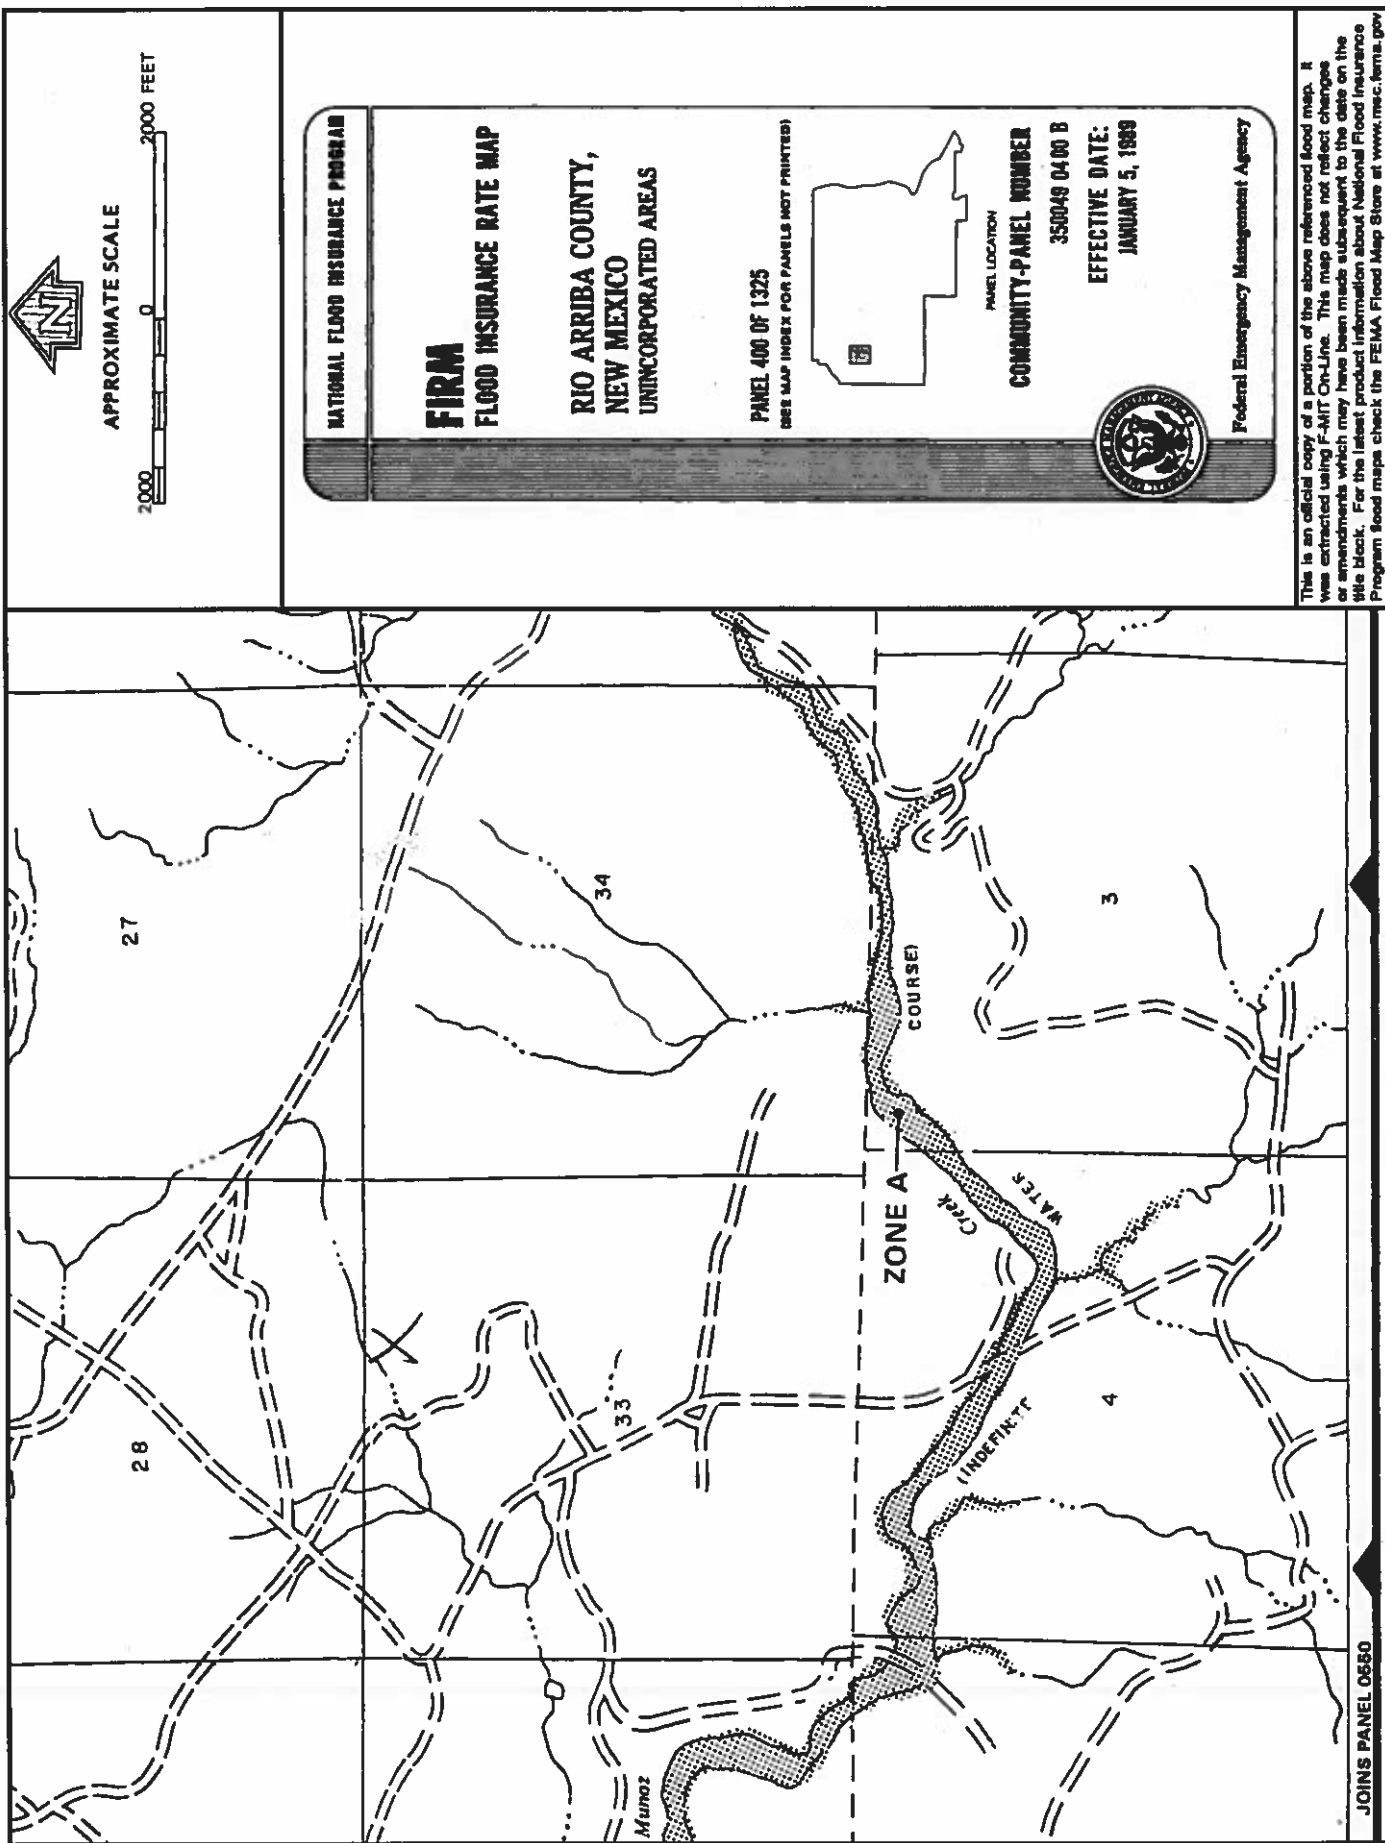 APPROXIMATE SCALE
2000 0 2000 FEET
N
NATIONAL FLOOD INSURANCE PROGRAM
FIRM
FLOOD INSURANCE RATE MAP
RIO ARRIBA COUNTY,
NEW MEXICO
UNINCORPORATED AREAS
PANEL 400 OF 1325
(SEE MAP INDEX FOR PANELS NOT PRINTED)
PANEL LOCATION
COMMUNITY-PANEL NUMBER
350049 0400 B
EFFECTIVE DATE:
JANUARY 5, 1989
Federal Emergency Management Agency
This is an official copy of a portion of the above referenced flood map. It
was extracted using F-MIT On-Line. This map does not reflect changes
or amendments which may have been made subsequent to the date on the
title block. For the latest product information about National Flood Insurance
Program flood maps check the FEMA Flood Map Store at www.msc.fema.gov
27
28
34
33
Munoz
Creek
ZONE A
(INDEFINITE
WATER
COURSE)
3
4
JOINS PANEL 0550